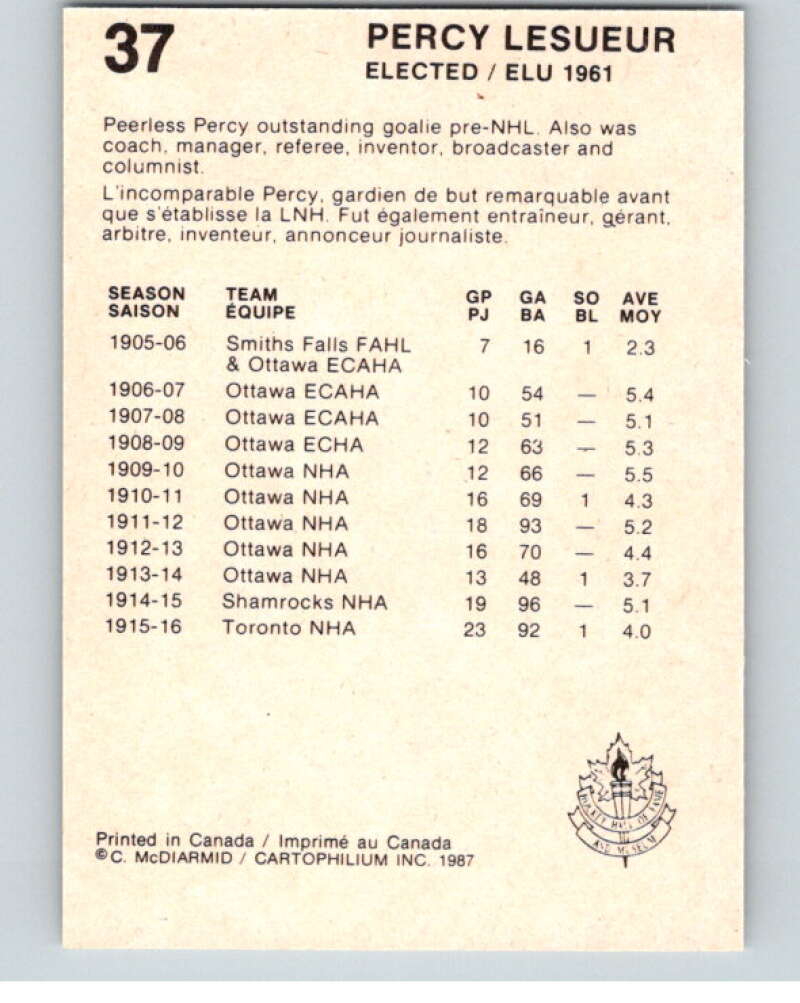 37
PERCY LESUEUR
ELECTED / ELU 1961
Peerless Percy outstanding goalie pre-NHL. Also was
coach, manager, referee, inventor, broadcaster and
columnist.
L'incomparable Percy, gardien de but remarquable avant
que s'établisse la LNH. Fut également entraîneur, gérant,
arbitre, inventeur, annonceur journaliste.
SEASON TEAM GP GA SO AVE
SAISON ÉQUIPE PJ BA BL MOY
1905-06 Smiths Falls FAHL 7 16 1 2.3
& Ottawa ECAHA
1906-07 Ottawa ECAHA 10 54 — 5.4
1907-08 Ottawa ECAHA 10 51 — 5.1
1908-09 Ottawa ECHA 12 63 — 5.3
1909-10 Ottawa NHA 12 66 — 5.5
1910-11 Ottawa NHA 16 69 1 4.3
1911-12 Ottawa NHA 18 93 — 5.2
1912-13 Ottawa NHA 16 70 — 4.4
1913-14 Ottawa NHA 13 48 1 3.7
1914-15 Shamrocks NHA 19 96 — 5.1
1915-16 Toronto NHA 23 92 1 4.0
HOCKEY HALL OF FAME
AND MUSEUM
Printed in Canada / Imprimé au Canada
©C. McDIARMID / CARTOPHILIUM INC. 1987